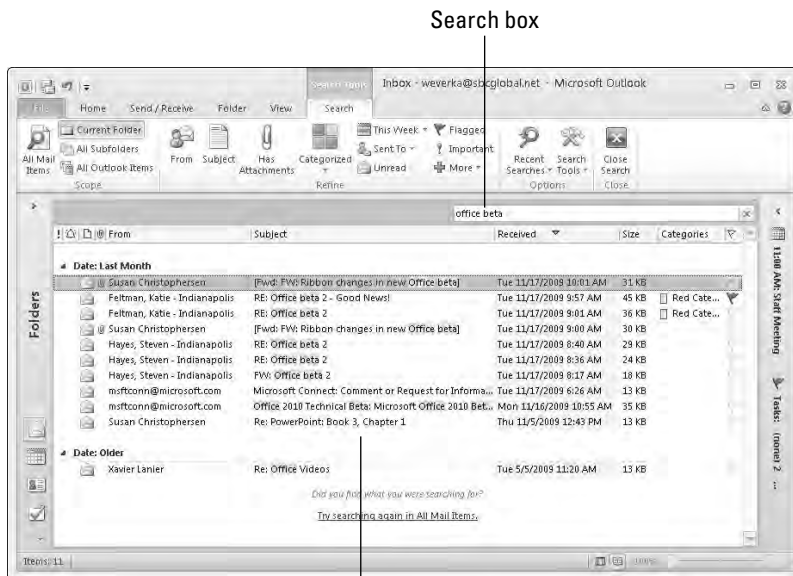 Search box
Search Tools Inbox - weverka@sbcglobal.net - Microsoft Outlook
File Home Send / Receive Folder View Search
All Mail Items
Current Folder
All Subfolders
All Outlook Items
Scope
From
Subject
Has Attachments
Categorized
This Week
Sent To
Unread
Flagged
Important
More
Refine
Recent Searches
Search Tools
Options
Close Search
Close
office beta
From Subject Received Size Categories
Date: Last Month
Susan Christophersen [Fwd: FW: Ribbon changes in new Office beta] Tue 11/17/2009 10:01 AM 31 KB
Feltman, Katie - Indianapolis RE: Office beta 2 - Good News! Tue 11/17/2009 9:57 AM 45 KB Red Cate...
Feltman, Katie - Indianapolis RE: Office beta 2 Tue 11/17/2009 9:01 AM 36 KB Red Cate...
Susan Christophersen [Fwd: FW: Ribbon changes in new Office beta] Tue 11/17/2009 9:00 AM 30 KB
Hayes, Steven - Indianapolis RE: Office beta 2 Tue 11/17/2009 8:40 AM 29 KB
Hayes, Steven - Indianapolis RE: Office beta 2 Tue 11/17/2009 8:36 AM 24 KB
Hayes, Steven - Indianapolis FW: Office beta 2 Tue 11/17/2009 8:17 AM 18 KB
msftconn@microsoft.com Microsoft Connect: Comment or Request for Informa... Tue 11/17/2009 6:26 AM 13 KB
msftconn@microsoft.com Office 2010 Technical Beta: Microsoft Office 2010 Bet... Mon 11/16/2009 10:55 AM 35 KB
Susan Christophersen Re: PowerPoint: Book 3, Chapter 1 Thu 11/5/2009 12:43 PM 13 KB
Date: Older
Xavier Lanier Re: Office Videos Tue 5/5/2009 11:20 AM 13 KB
Did you find what you were searching for?
Try searching again in All Mail Items.
Folders
11:00 AM: Staff Meeting
Tasks: (none) 2
Items: 11